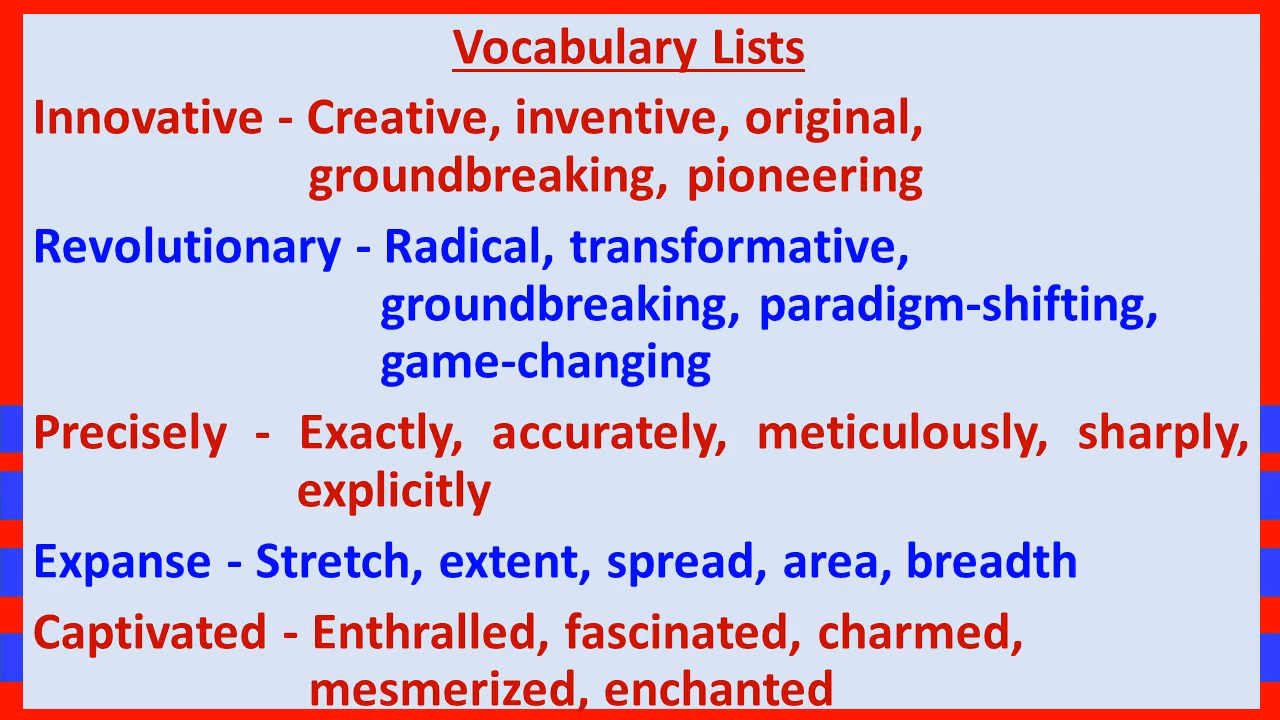 Vocabulary Lists
Innovative - Creative, inventive, original,
groundbreaking, pioneering
Revolutionary - Radical, transformative,
groundbreaking, paradigm-shifting,
game-changing
Precisely - Exactly, accurately, meticulously, sharply,
explicitly
Expanse - Stretch, extent, spread, area, breadth
Captivated - Enthralled, fascinated, charmed,
mesmerized, enchanted